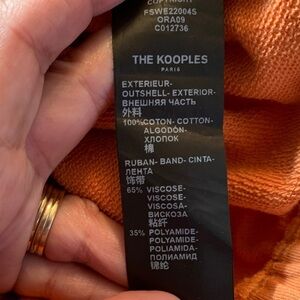 COPYRIGHT
FSWE22004S
ORA09
C012736
THE KOOPLES
PARIS
EXTERIEUR-
OUTSHELL-EXTERIOR-
ВНЕШНЯЯ ЧАСТЬ
外料
100%COTON-COTTON-
ALGODÓN-
ХЛОПОК
棉
RUBAN-BAND-CINTA-
ЛЕНТА
饰带
65% VISCOSE-
VISCOSE-
VISCOSA-
ВИСКОЗА
粘纤
35% POLYAMIDE-
POLYAMIDE-
POLIAMIDA-
ПОЛИАМИД
锦纶